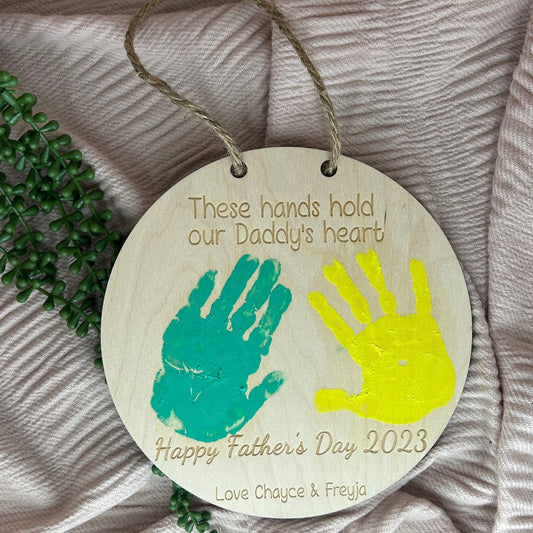 These hands hold
our Daddy's heart
Happy Father's Day 2023
Love Chayce & Freyja